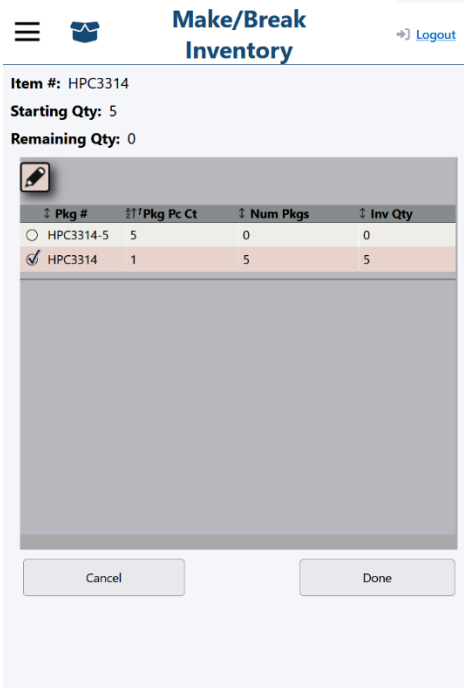 Make/Break
Inventory
Logout
Item #: HPC3314
Starting Qty: 5
Remaining Qty: 0
Pkg # Pkg Pc Ct Num Pkgs Inv Qty
HPC3314-5 5 0 0
HPC3314 1 5 5
Cancel Done